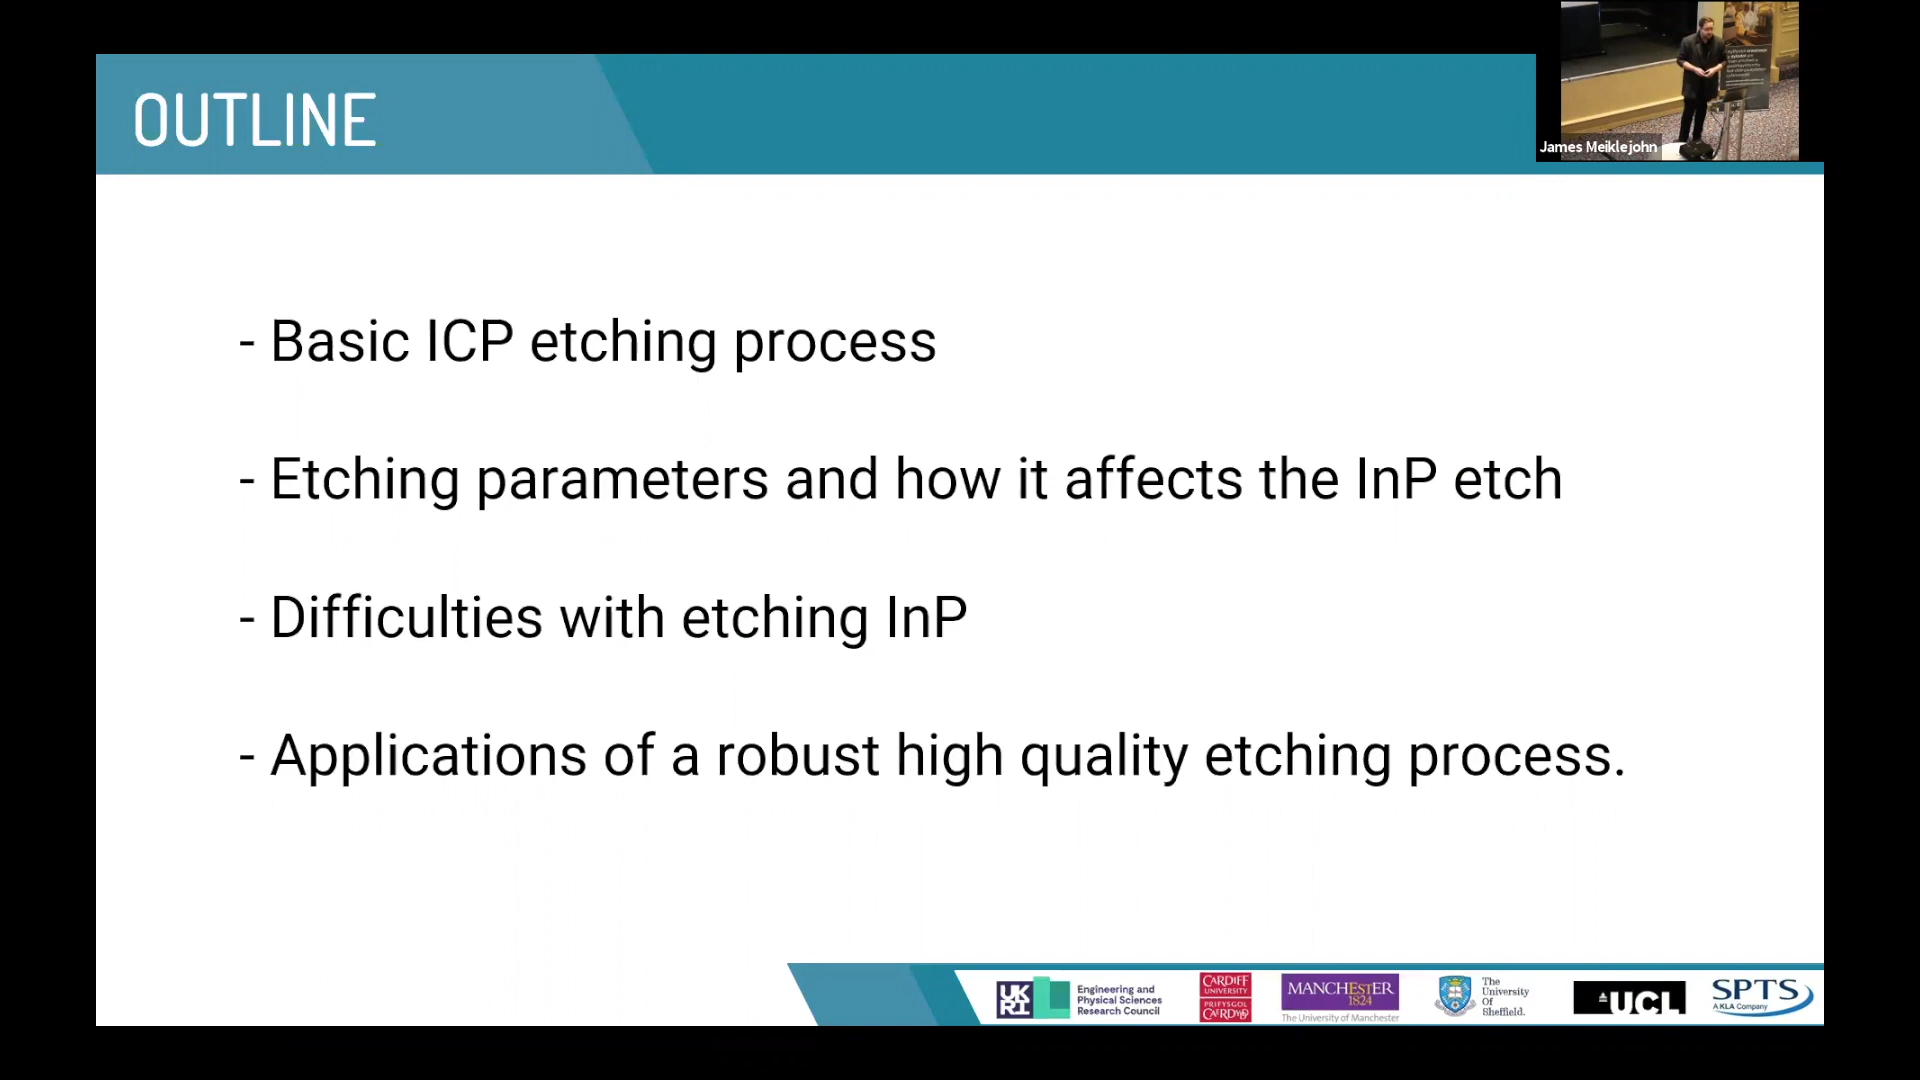 OUTLINE
James Meiklejohn
- Basic ICP etching process
- Etching parameters and how it affects the InP etch
- Difficulties with etching InP
- Applications of a robust high quality etching process.
UK
RI
Engineering and
Physical Sciences
Research Council
CARDIFF
UNIVERSITY
PRIFYSGOL
CAERDYDD
MANCHESTER
1824
The University of Manchester
The
University
Of
Sheffield.
UCL
SPTS
A KLA Company